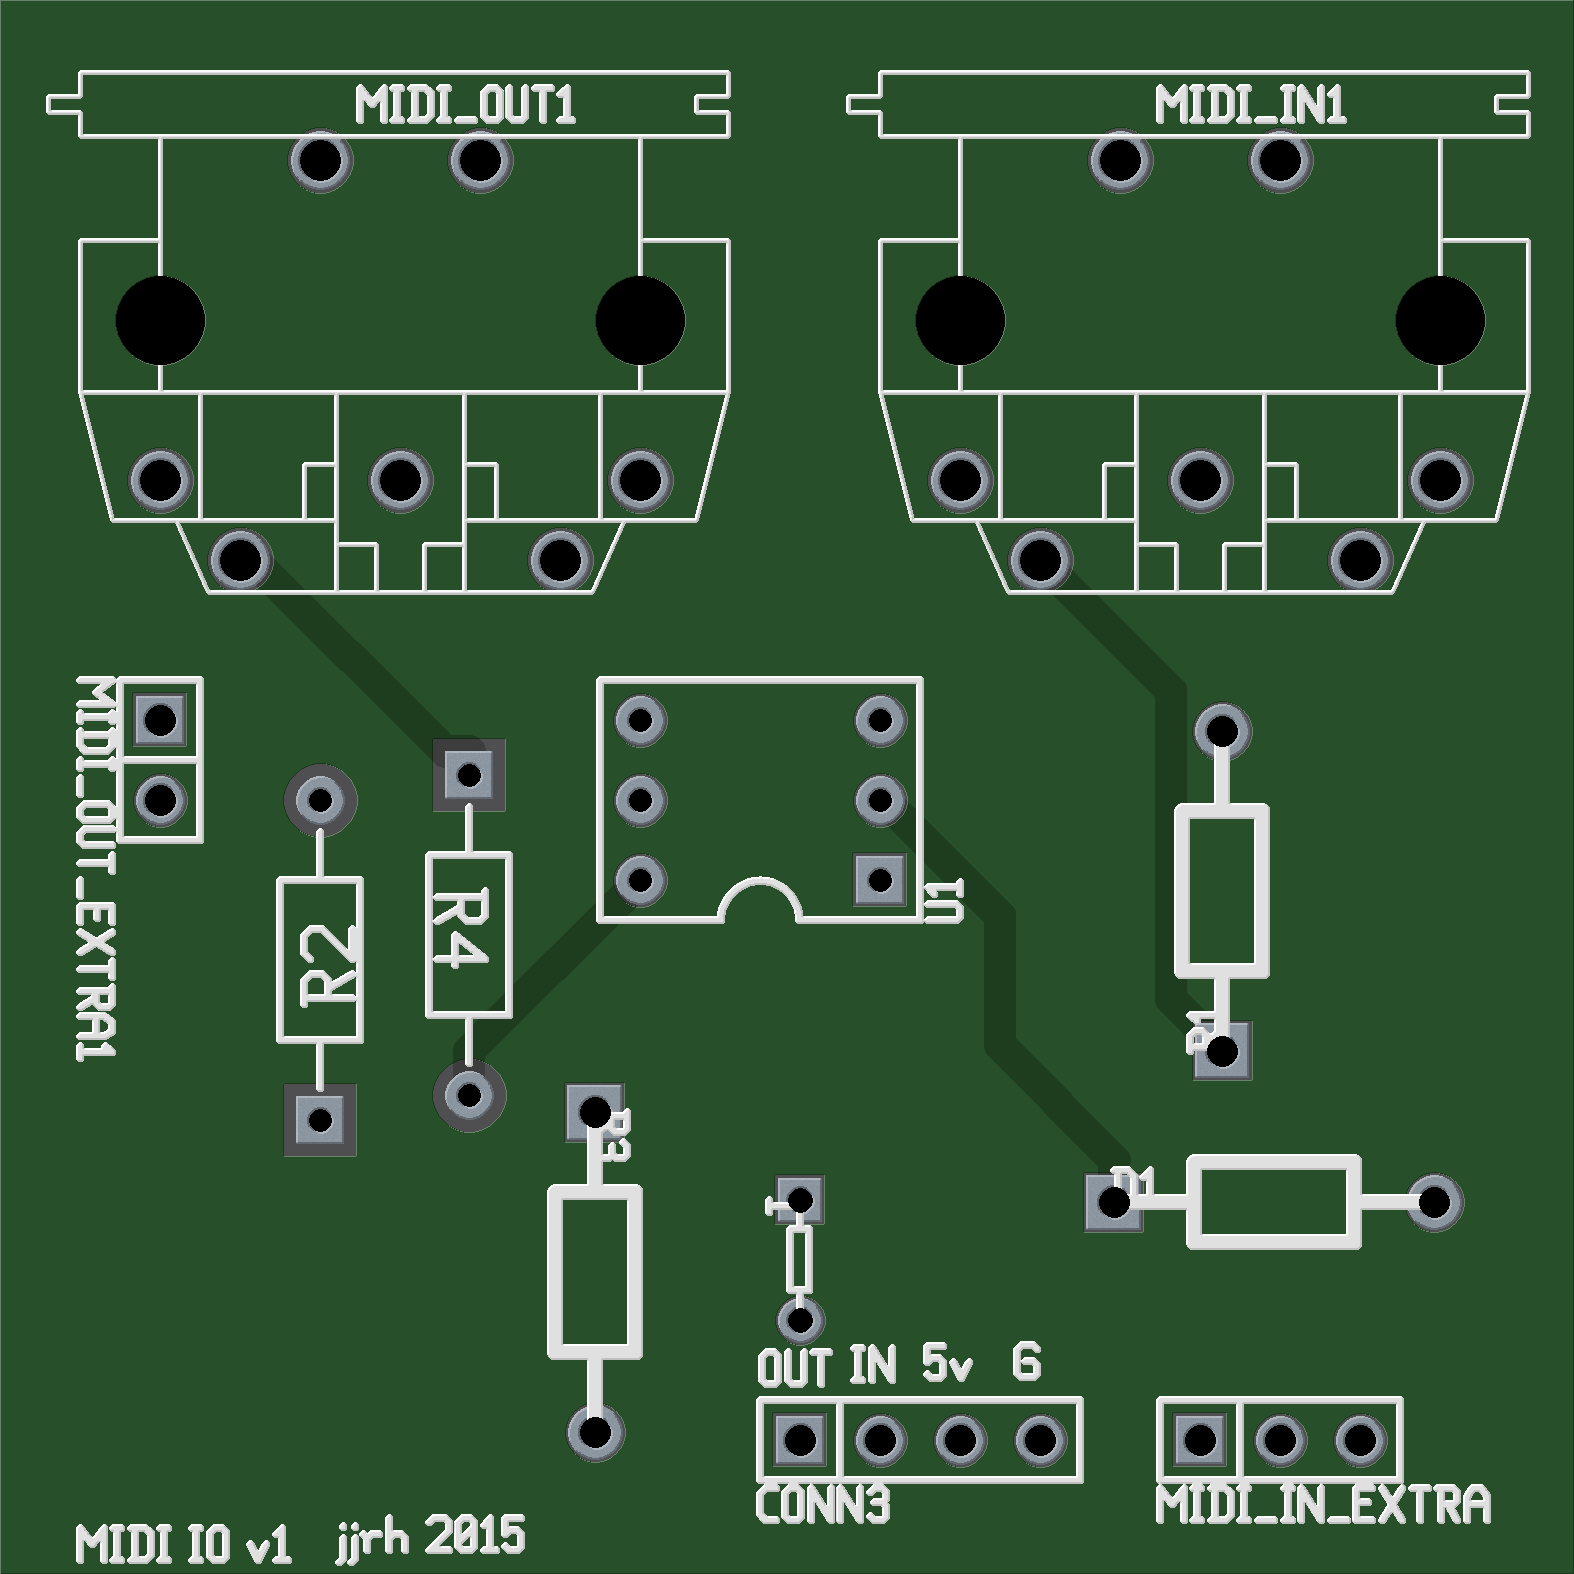 MIDI_OUT1
MIDI_IN1
MIDI_OUT_EXTRA1
R2
R4
U1
R1
R3
D1
OUT IN 5v G
CONN3
MIDI_IN_EXTRA
MIDI IO v1 jjrh 2015